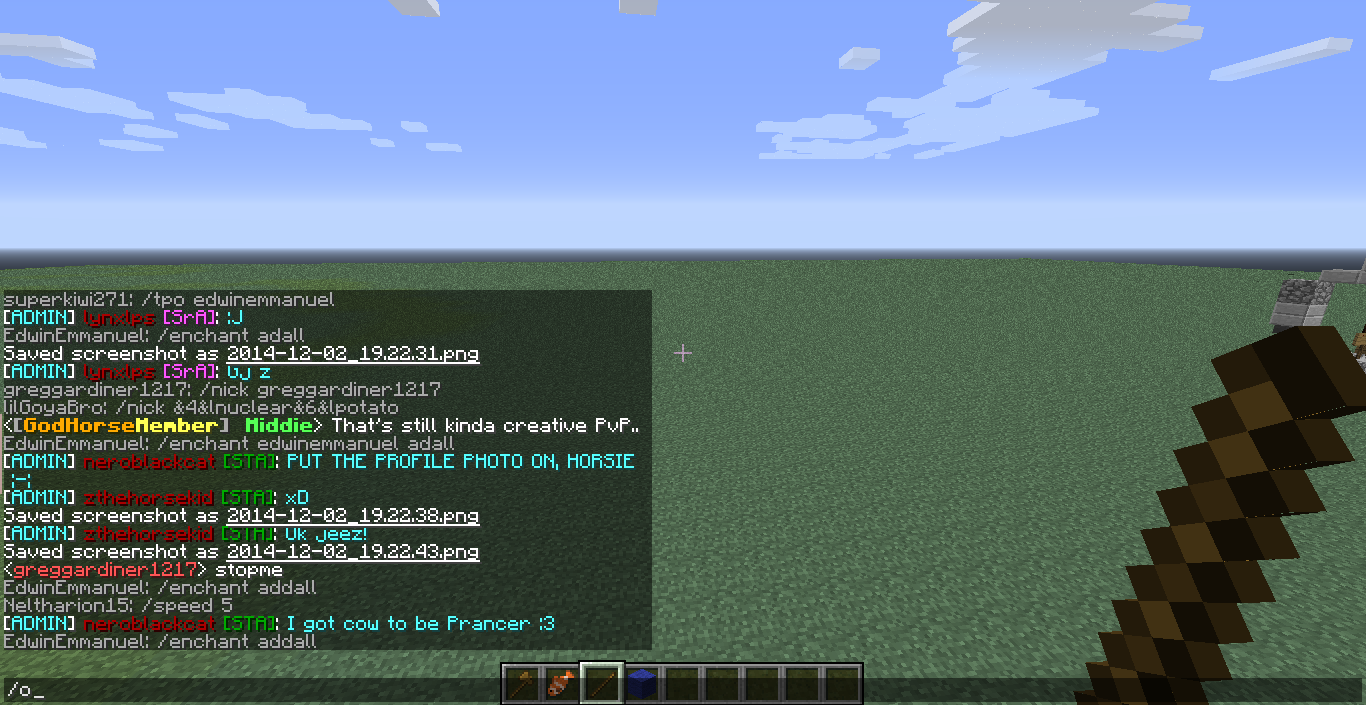 superkiwi271: /tpo edwinemmanuel
[ADMIN] lynxlps [SrA]: :J
EdwinEmmanuel: /enchant adall
Saved screenshot as 2014-12-02_19.22.31.png
[ADMIN] lynxlps [SrA]: z
greggardiner1217: /nick greggardiner1217
lilGoyaBro: /nick &4&lnuclear&6&lpotato
<[GodHorseMember] Middie> That's still kinda creative PvP..
EdwinEmmanuel: /enchant edwinemmanuel adall
[ADMIN] neroblackcat [STA]: PUT THE PROFILE PHOTO ON, HORSIE
;-;
[ADMIN] zthehorsekid [STA]: xD
Saved screenshot as 2014-12-02_19.22.38.png
[ADMIN] zthehorsekid [STA]: Ok jeez!
Saved screenshot as 2014-12-02_19.22.43.png
<greggardiner1217> stopme
EdwinEmmanuel: /enchant addall
Neltharion15: /speed 5
[ADMIN] neroblackcat [STA]: I got cow to be Prancer :3
EdwinEmmanuel: /enchant addall
/o_